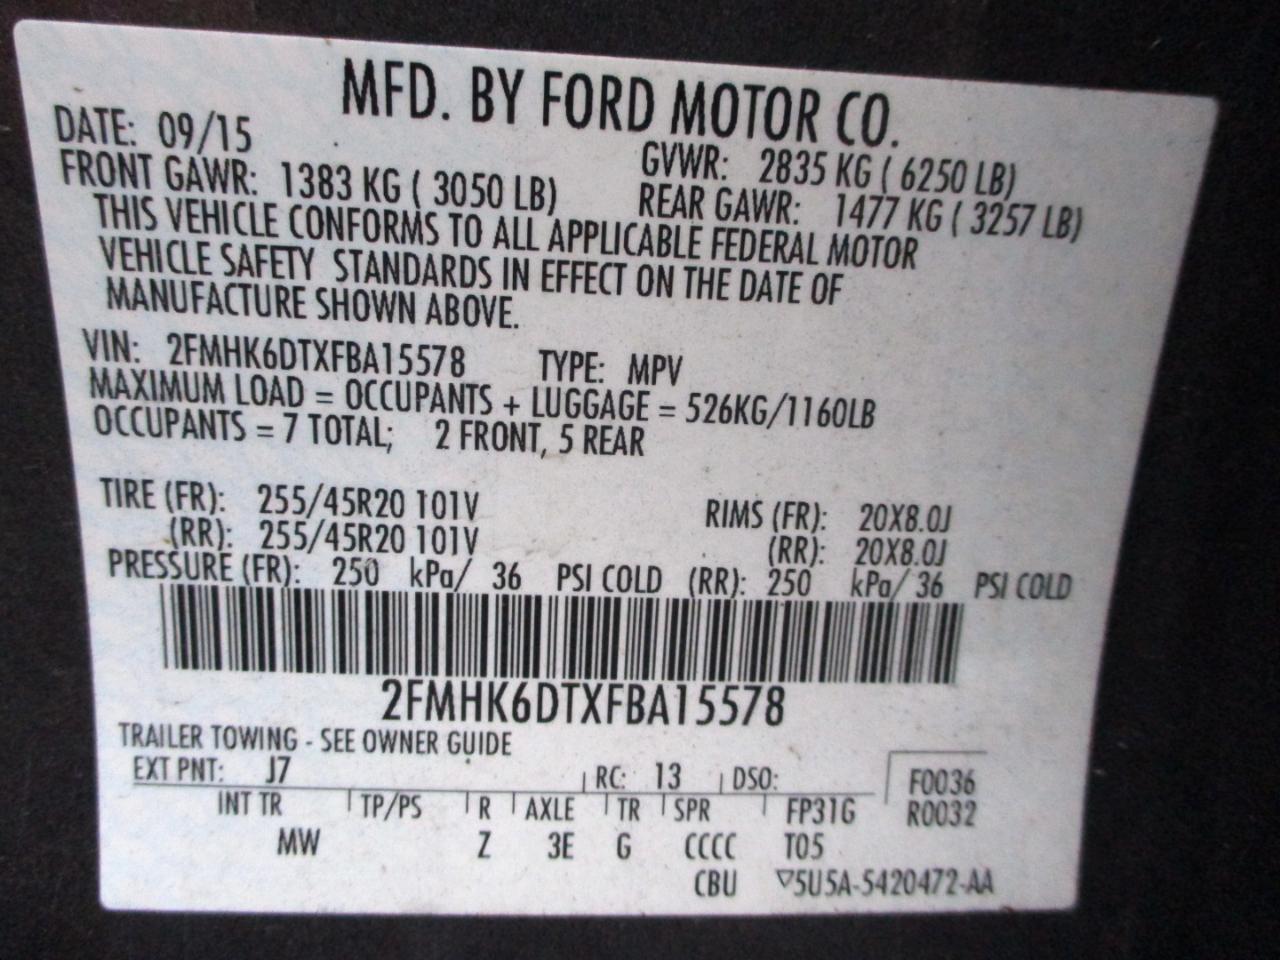 MFD. BY FORD MOTOR CO.
DATE: 09/15 GVWR: 2835 KG ( 6250 LB)
FRONT GAWR: 1383 KG ( 3050 LB) REAR GAWR: 1477 KG ( 3257 LB)
THIS VEHICLE CONFORMS TO ALL APPLICABLE FEDERAL MOTOR
VEHICLE SAFETY STANDARDS IN EFFECT ON THE DATE OF
MANUFACTURE SHOWN ABOVE.
VIN: 2FMHK6DTXFBA15578 TYPE: MPV
MAXIMUM LOAD = OCCUPANTS + LUGGAGE = 526KG/1160LB
OCCUPANTS = 7 TOTAL; 2 FRONT, 5 REAR
TIRE (FR): 255/45R20 101V RIMS (FR): 20X8.0J
(RR): 255/45R20 101V (RR): 20X8.0J
PRESSURE (FR): 250 kPa/ 36 PSI COLD (RR): 250 kPa/ 36 PSI COLD
2FMHK6DTXFBA15578
TRAILER TOWING - SEE OWNER GUIDE
EXT PNT: J7 RC: 13 DSO: F0036
INT TR TP/PS R AXLE TR SPR FP31G R0032
MW Z 3E G CCCC T05
CBU ▽5U5A-5420472-AA